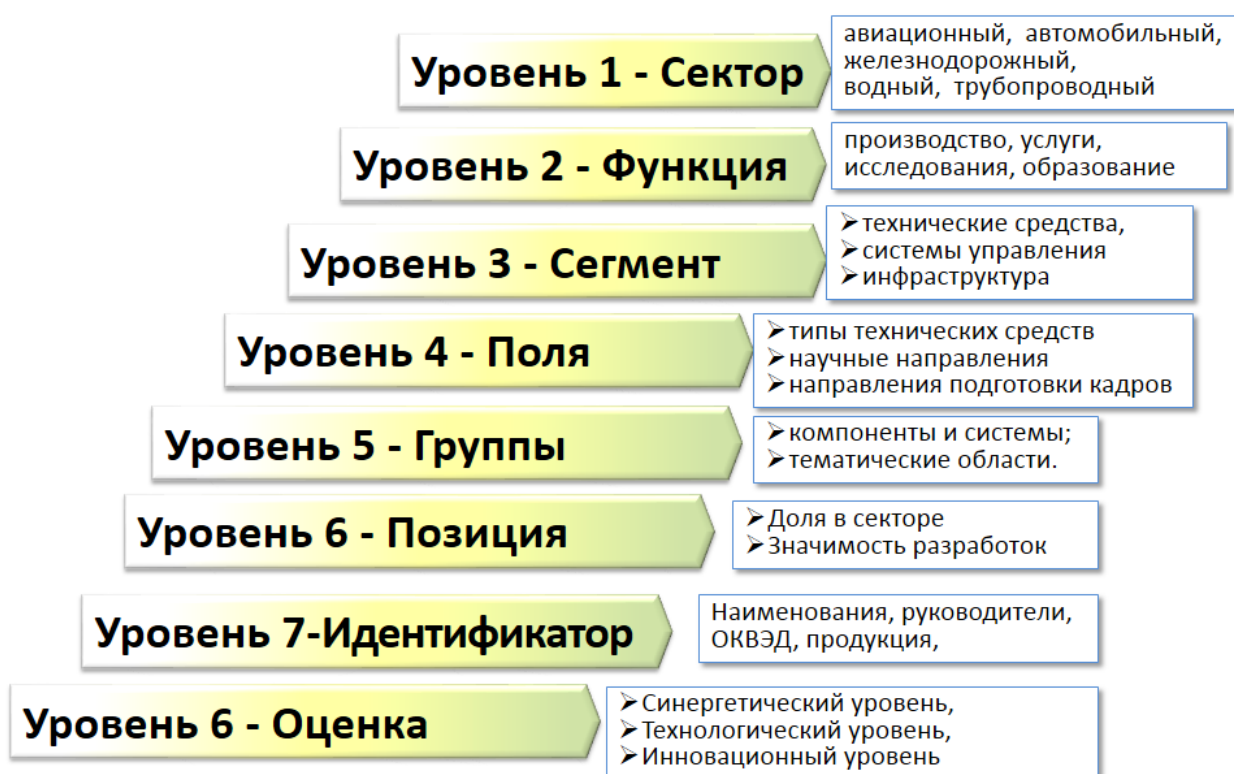 Уровень 1 - Сектор
авиационный, автомобильный,
железнодорожный,
водный, трубопроводный
Уровень 2 - Функция
производство, услуги,
исследования, образование
Уровень 3 - Сегмент
➢технические средства,
➢системы управления
➢инфраструктура
Уровень 4 - Поля
➢типы технических средств
➢научные направления
➢направления подготовки кадров
Уровень 5 - Группы
➢компоненты и системы;
➢тематические области.
Уровень 6 - Позиция
➢Доля в секторе
➢Значимость разработок
Уровень 7-Идентификатор
Наименования, руководители,
ОКВЭД, продукция,
Уровень 6 - Оценка
➢Синергетический уровень,
➢Технологический уровень,
➢Инновационный уровень